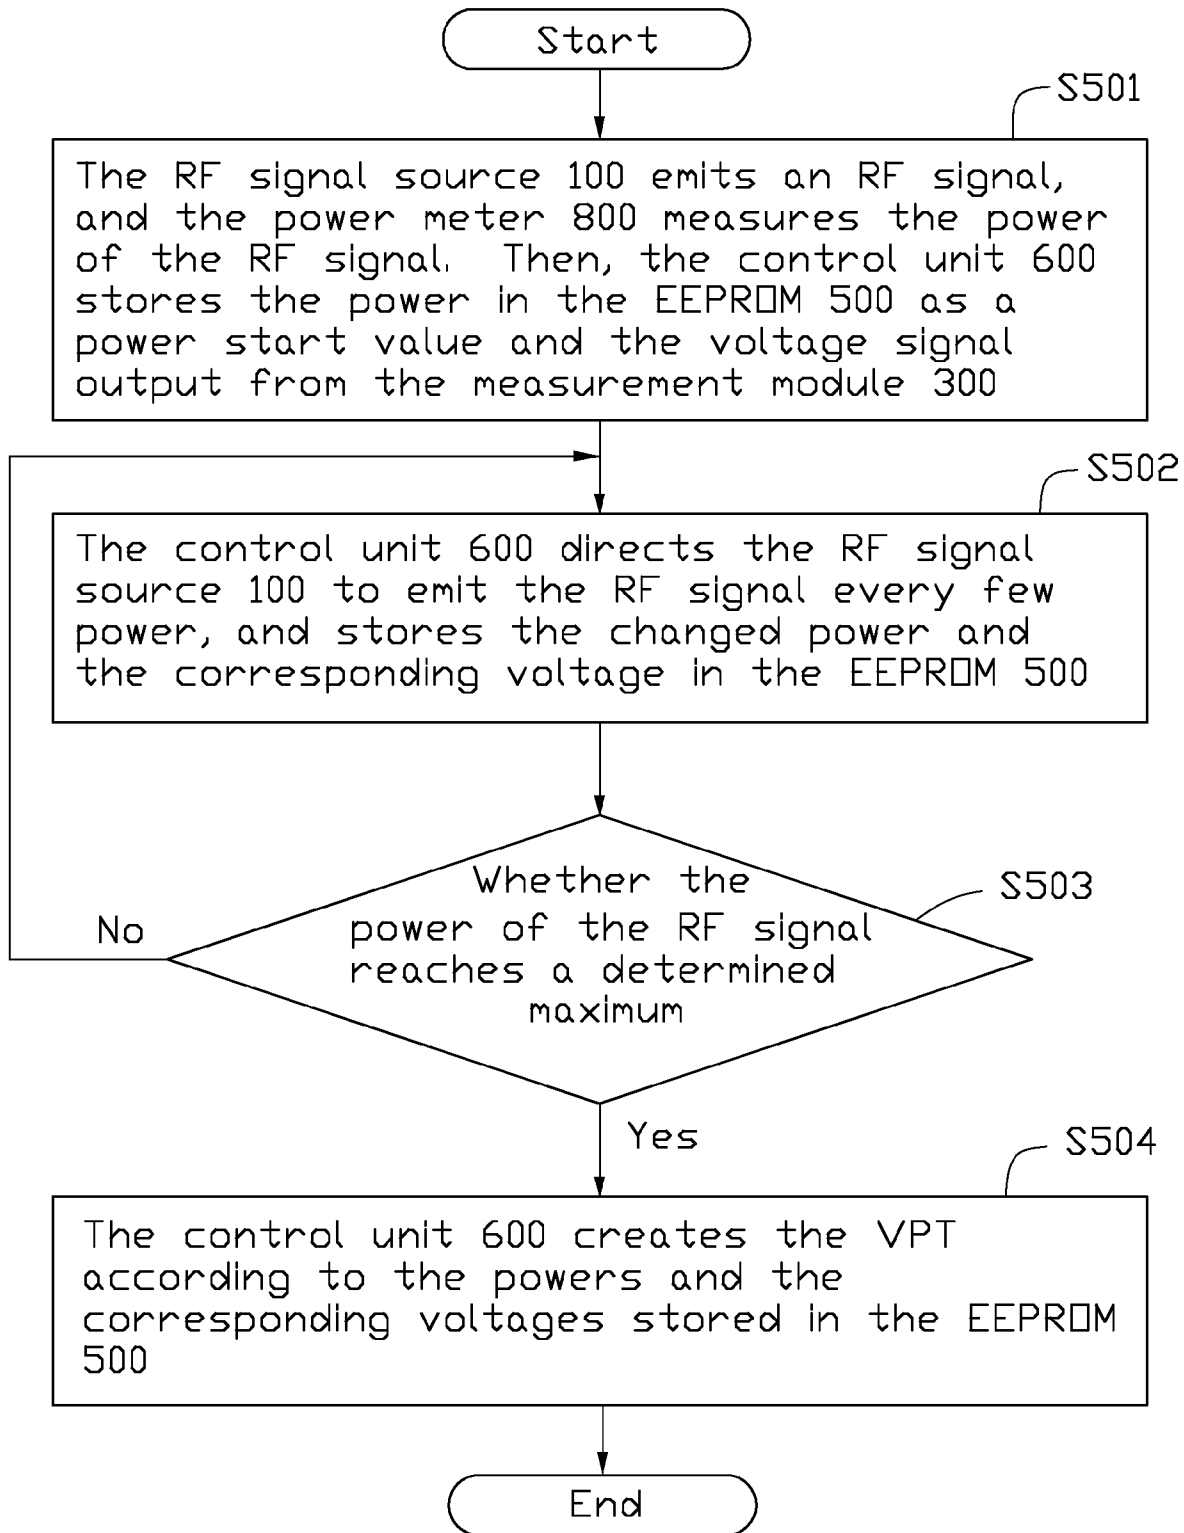 Start
S501
The RF signal source 100 emits an RF signal,
and the power meter 800 measures the power
of the RF signal. Then, the control unit 600
stores the power in the EEPROM 500 as a
power start value and the voltage signal
output from the measurement module 300
S502
The control unit 600 directs the RF signal
source 100 to emit the RF signal every few
power, and stores the changed power and
the corresponding voltage in the EEPROM 500
Whether the
S503
power of the RF signal
No
reaches a determined
maximum
Yes
S504
The control unit 600 creates the VPT
according to the powers and the
corresponding voltages stored in the EEPROM
500
End